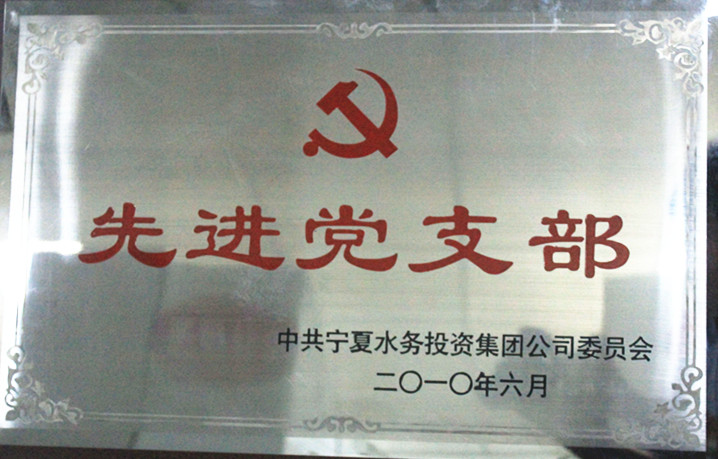 先进党支部
中共宁夏水务投资集团公司委员会
二〇一〇年六月